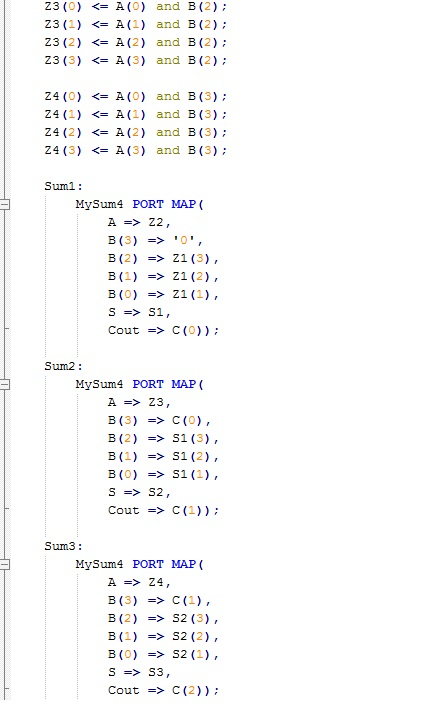 Z3(0) <= A(0) and B(2);
Z3(1) <= A(1) and B(2);
Z3(2) <= A(2) and B(2);
Z3(3) <= A(3) and B(2);
Z4(0) <= A(0) and B(3);
Z4(1) <= A(1) and B(3);
Z4(2) <= A(2) and B(3);
Z4(3) <= A(3) and B(3);
Sum1:
MySum4 PORT MAP(
A => Z2,
B(3) => '0',
B(2) => Z1(3),
B(1) => Z1(2),
B(0) => Z1(1),
S => S1,
Cout => C(0));
Sum2:
MySum4 PORT MAP(
A => Z3,
B(3) => C(0),
B(2) => S1(3),
B(1) => S1(2),
B(0) => S1(1),
S => S2,
Cout => C(1));
Sum3:
MySum4 PORT MAP(
A => Z4,
B(3) => C(1),
B(2) => S2(3),
B(1) => S2(2),
B(0) => S2(1),
S => S3,
Cout => C(2));